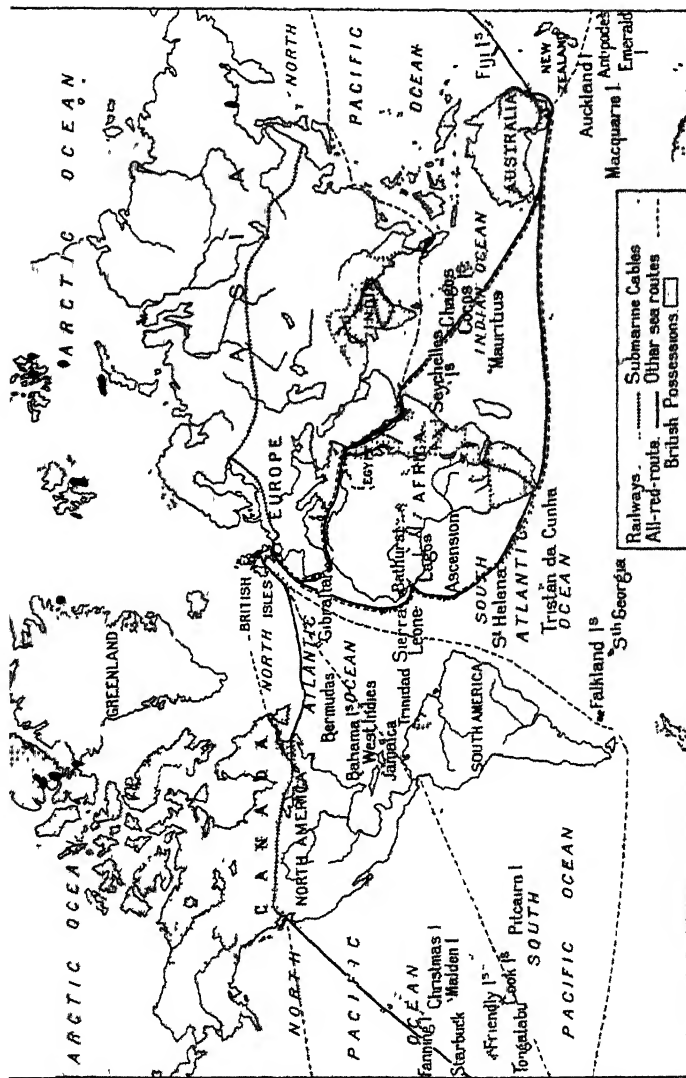 ARCTIC OCEAN
ARCTIC OCEAN
GREENLAND
CANADA
NORTH AMERICA
BRITISH
ISLES
EUROPE
ASIA
NORTH
PACIFIC
OCEAN
NORTH
ATLANTIC
OCEAN
NORTH
PACIFIC
OCEAN
Bermudas
Bahama Is
West Indies
Jamaica
Trinidad
Gibraltar
EGYPT
INDIA
AFRICA
Bathurst
Sierra
Leone
Lagos
Ascension
Seychelles
Is
Chagos
Cocos Is
INDIAN OCEAN
Mauritius
Fiji Is
Fanning I
Christmas I
Starbuck
Malden I
Friendly Is
Tongatabu
Cook Is
Pitcairn I
SOUTH
PACIFIC OCEAN
SOUTH AMERICA
SOUTH
ATLANTIC
OCEAN
St Helena
Tristan da Cunha
Falkland Is
Sth Georgia
AUSTRALIA
NEW
ZEALAND
Auckland I
Antipodes
Macquarie I
Emerald
I
Railways
Submarine Cables
All-red-route
Other sea routes
British Possessions